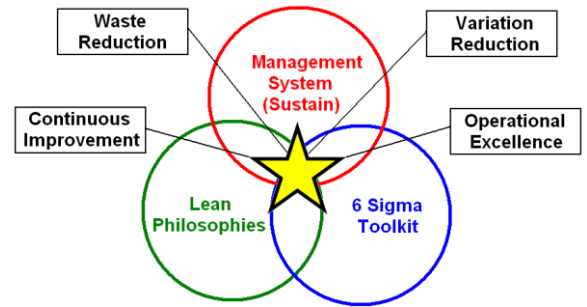 Waste
Reduction
Variation
Reduction
Management
System
(Sustain)
Continuous
Improvement
Operational
Excellence
Lean
Philosophies
6 Sigma
Toolkit